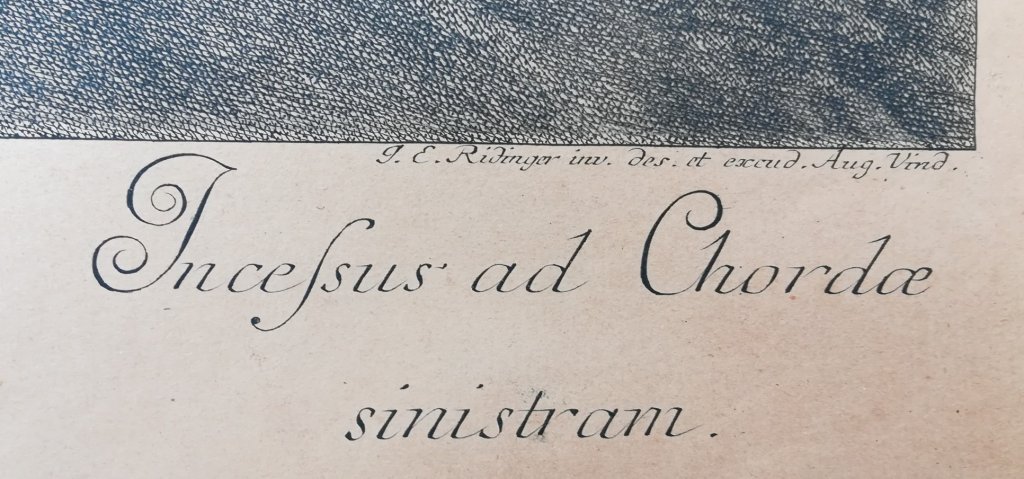 J. E. Ridinger inv. des. et excud. Aug. Vind.
Inceſsus ad Chordæ
sinistram.